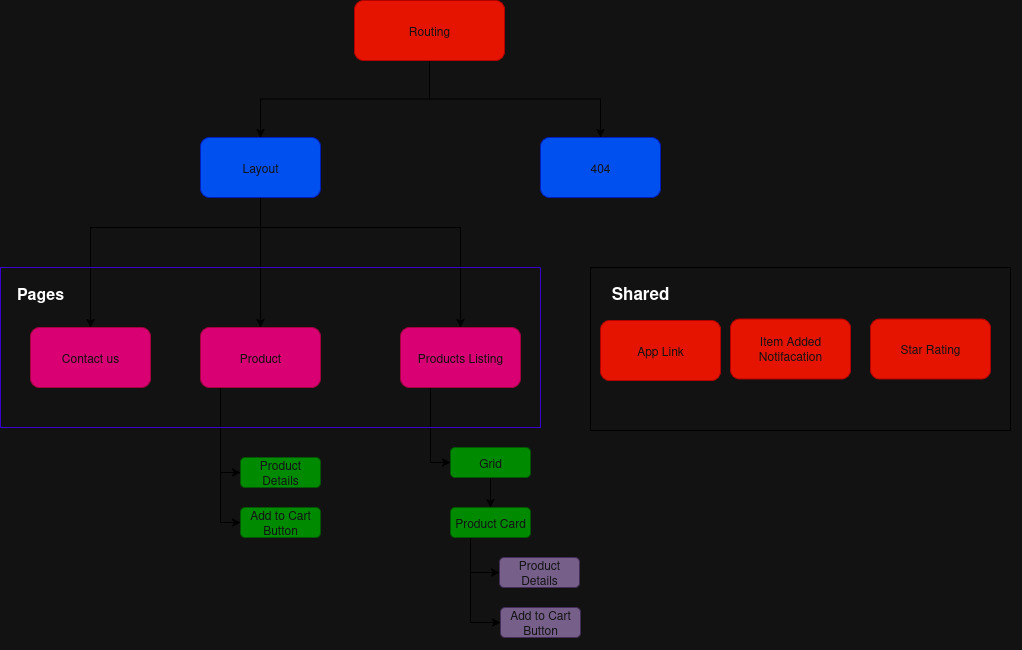 Routing
Layout
404
Pages
Shared
Contact us
Product
Products Listing
App Link
Item Added
Notifacation
Star Rating
Product
Details
Add to Cart
Button
Grid
Product Card
Product
Details
Add to Cart
Button